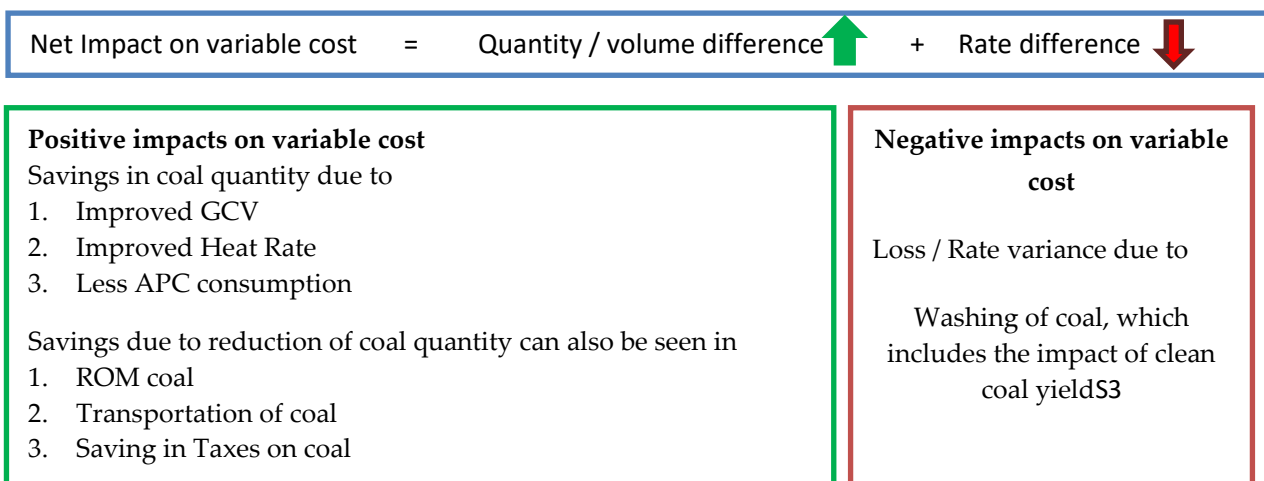 Net Impact on variable cost = Quantity / volume difference + Rate difference
Positive impacts on variable cost
Savings in coal quantity due to
1. Improved GCV
2. Improved Heat Rate
3. Less APC consumption
Savings due to reduction of coal quantity can also be seen in
1. ROM coal
2. Transportation of coal
3. Saving in Taxes on coal
Negative impacts on variable
cost
Loss / Rate variance due to
Washing of coal, which
includes the impact of clean
coal yieldS3